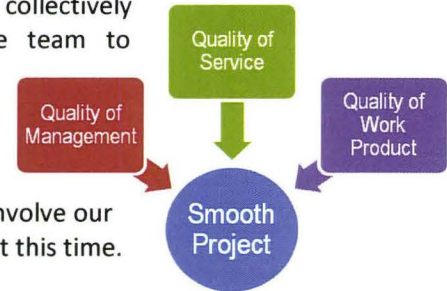 collectively
e team to
Quality of
Service
Quality of
Management
Quality of
Work
Product
nvolve our
t this time.
Smooth
Project